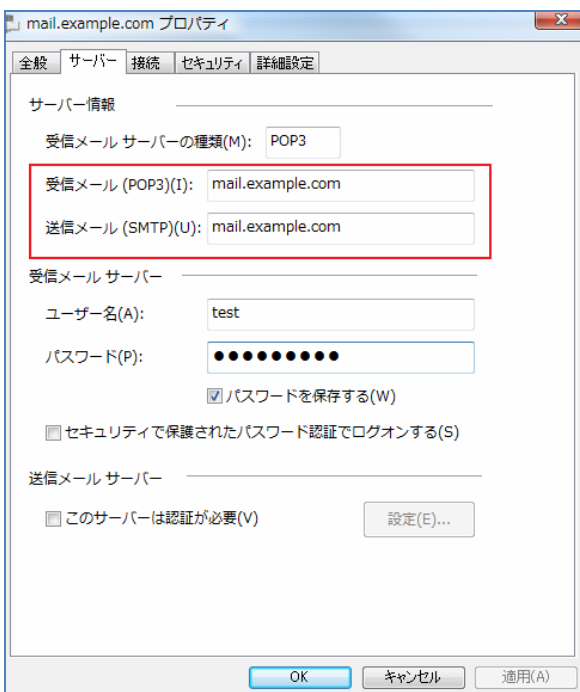 mail.example.com プロパティ
全般 サーバー 接続 セキュリティ 詳細設定
サーバー情報
受信メール サーバーの種類(M): POP3
受信メール (POP3)(I): mail.example.com
送信メール (SMTP)(U): mail.example.com
受信メール サーバー
ユーザー名(A): test
パスワード(P): ●●●●●●●●●
パスワードを保存する(W)
セキュリティで保護されたパスワード認証でログオンする(S)
送信メール サーバー
このサーバーは認証が必要(V) 設定(E)...
OK キャンセル 適用(A)